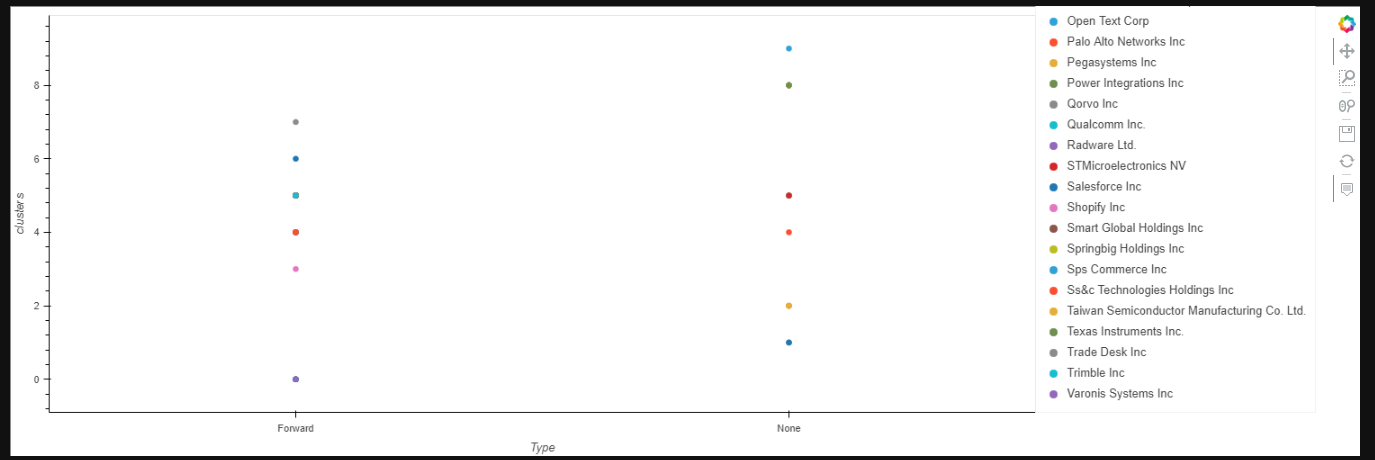 8
6
4
2
0
clusters
Forward
None
Type
Open Text Corp
Palo Alto Networks Inc
Pegasystems Inc
Power Integrations Inc
Qorvo Inc
Qualcomm Inc.
Radware Ltd.
STMicroelectronics NV
Salesforce Inc
Shopify Inc
Smart Global Holdings Inc
Springbig Holdings Inc
Sps Commerce Inc
Ss&c Technologies Holdings Inc
Taiwan Semiconductor Manufacturing Co. Ltd.
Texas Instruments Inc.
Trade Desk Inc
Trimble Inc
Varonis Systems Inc